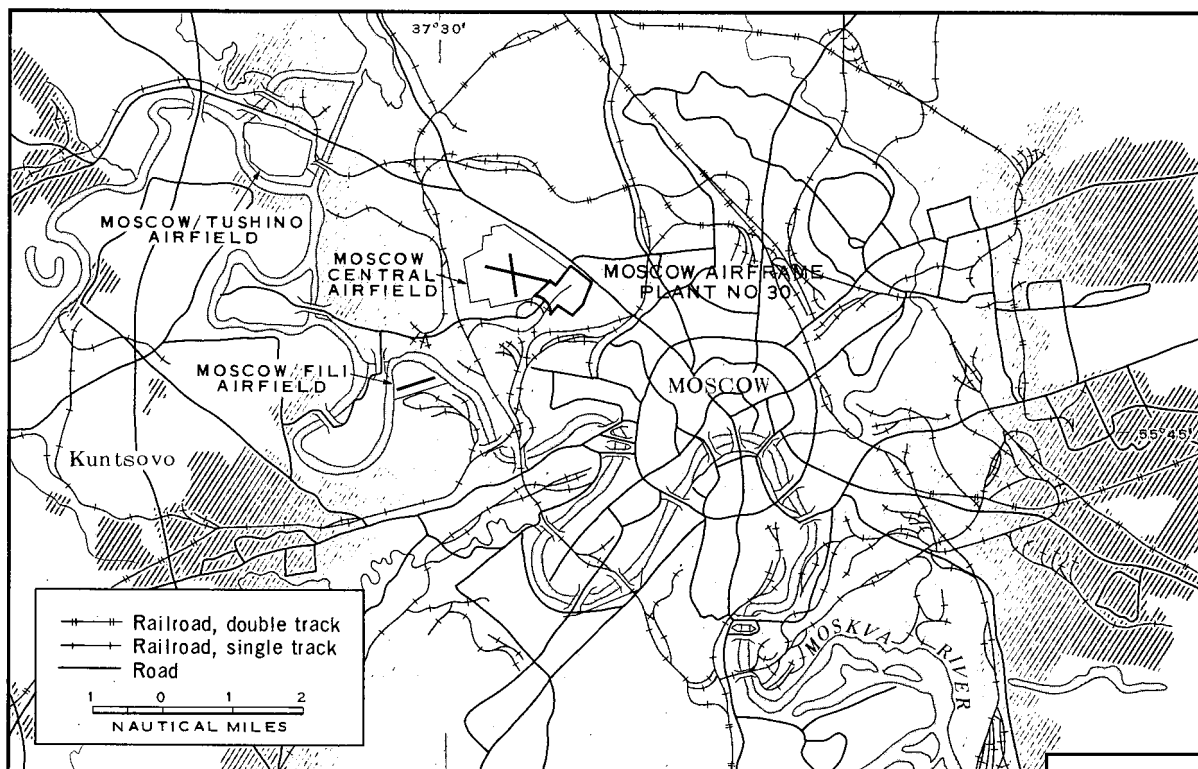 37°30'
MOSCOW/TUSHINO
AIRFIELD
MOSCOW
CENTRAL
AIRFIELD
MOSCOW AIRFRAME
PLANT NO 30
MOSCOW/FILI
AIRFIELD
MOSCOW
55°45'
Kuntsovo
MOSKVA RIVER
Railroad, double track
Railroad, single track
Road
1 0 1 2
NAUTICAL MILES